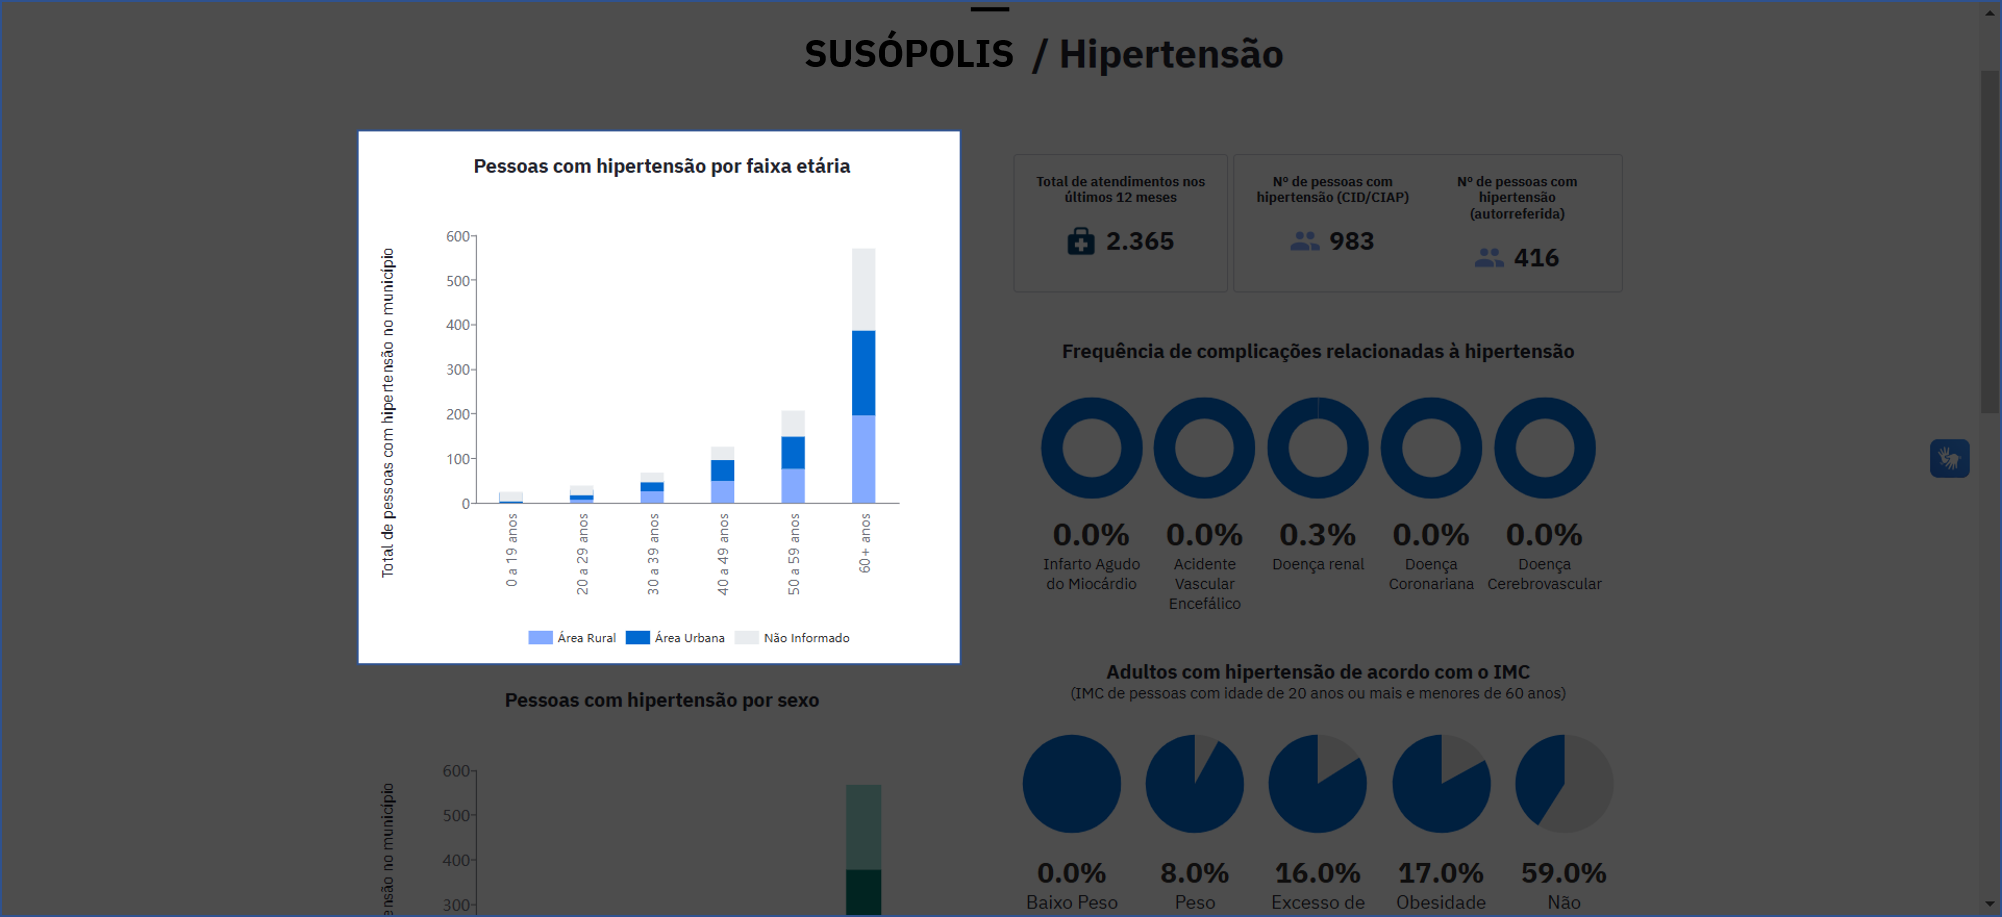 SUSÓPOLIS / Hipertensão
Pessoas com hipertensão por faixa etária
Total de pessoas com hipertensão no município
600
500
400
300
200
100
0
0 a 19 anos
20 a 29 anos
30 a 39 anos
40 a 49 anos
50 a 59 anos
60+ anos
Área Rural
Área Urbana
Não Informado
Pessoas com hipertensão por sexo
ensão no município
600
500
400
300
Total de atendimentos nos
últimos 12 meses
2.365
Nº de pessoas com
hipertensão (CID/CIAP)
983
Nº de pessoas com
hipertensão
(autorreferida)
416
Frequência de complicações relacionadas à hipertensão
0.0%
Infarto Agudo
do Miocárdio
0.0%
Acidente
Vascular
Encefálico
0.3%
Doença renal
0.0%
Doença
Coronariana
0.0%
Doença
Cerebrovascular
Adultos com hipertensão de acordo com o IMC
(IMC de pessoas com idade de 20 anos ou mais e menores de 60 anos)
0.0%
Baixo Peso
8.0%
Peso
16.0%
Excesso de
17.0%
Obesidade
59.0%
Não